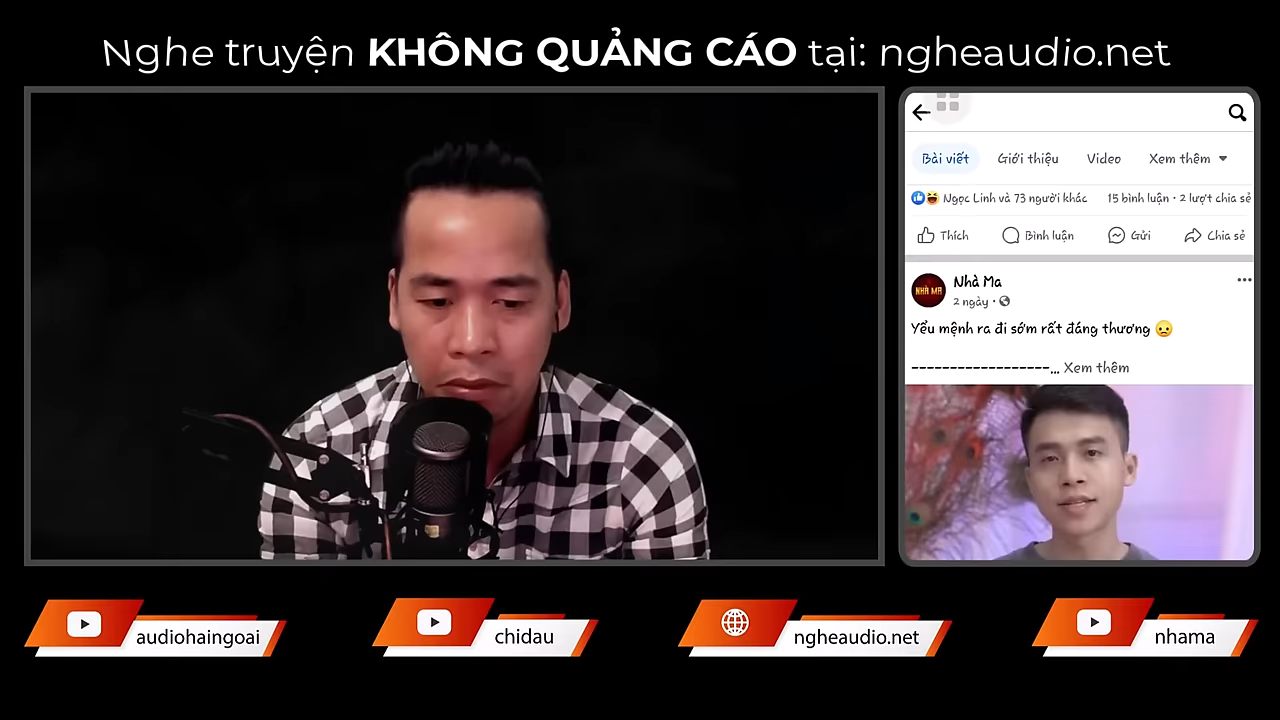 Nghe truyện KHÔNG QUẢNG CÁO tại: ngheaudio.net
Bài viết Giới thiệu Video Xem thêm
Ngọc Linh và 73 người khác 15 bình luận • 2 lượt chia sẻ
Thích Bình luận Gửi Chia sẻ
NHÀ MA
Nhà Ma
2 ngày •
Yểu mệnh ra đi sớm rất đáng thương 😞
------------------... Xem thêm
audiohaingoai
chidau
ngheaudio.net
nhama